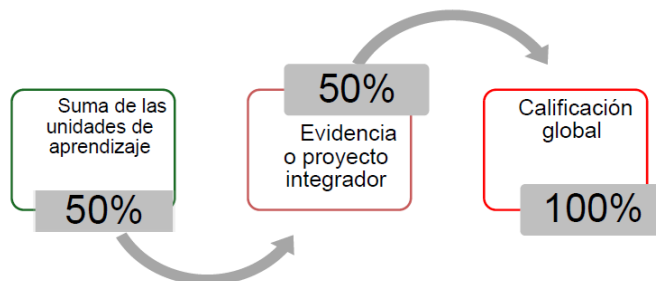 Suma de las
unidades de
aprendizaje
50%
50%
Evidencia
o proyecto
integrador
Calificación
global
100%